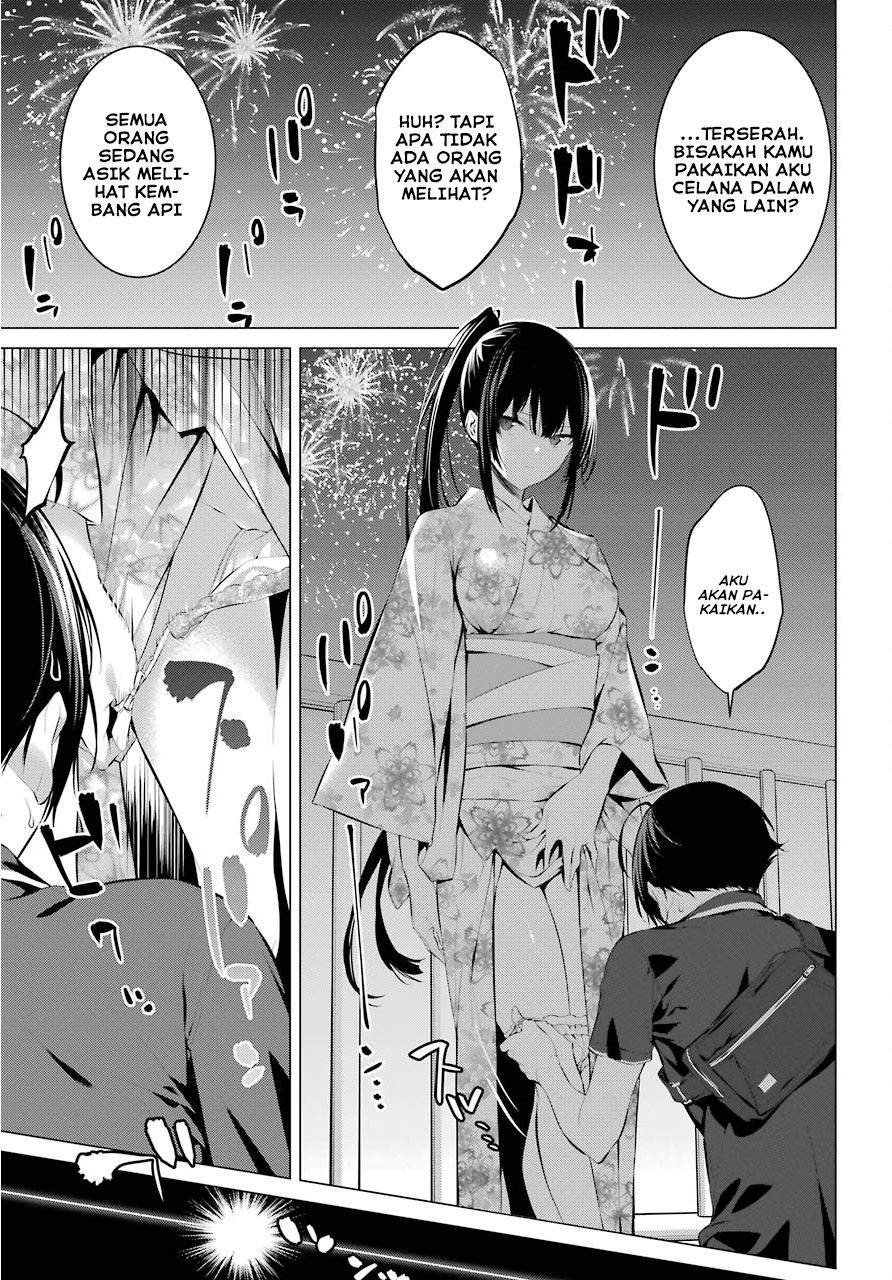 ...TERSERAH.
BISAKAH KAMU
PAKAIKAN AKU
CELANA DALAM
YANG LAIN?
HUH? TAPI
APA TIDAK
ADA ORANG
YANG AKAN
MELIHAT?
SEMUA
ORANG
SEDANG
ASIK MELI-
HAT KEM-
BANG API
AKU
AKAN PA-
KAIKAN..